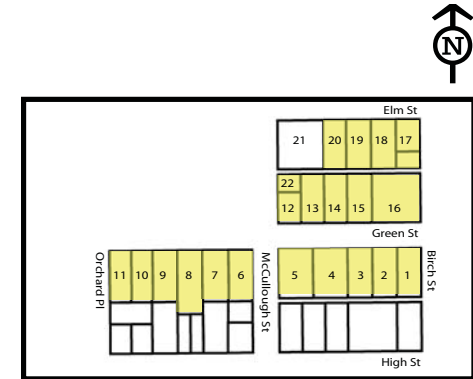 N
Elm St
21 20 19 18 17
22
12 13 14 15 16
Green St
Orchard Pl
11 10 9 8 7 6
McCullough St
5 4 3 2 1
Birch St
High St